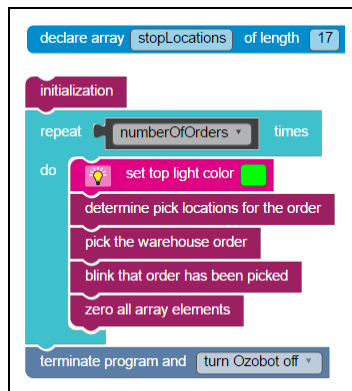 declare array stopLocations of length 17
initialization
repeat numberOfOrders times
do set top light color
determine pick locations for the order
pick the warehouse order
blink that order has been picked
zero all array elements
terminate program and turn Ozobot off